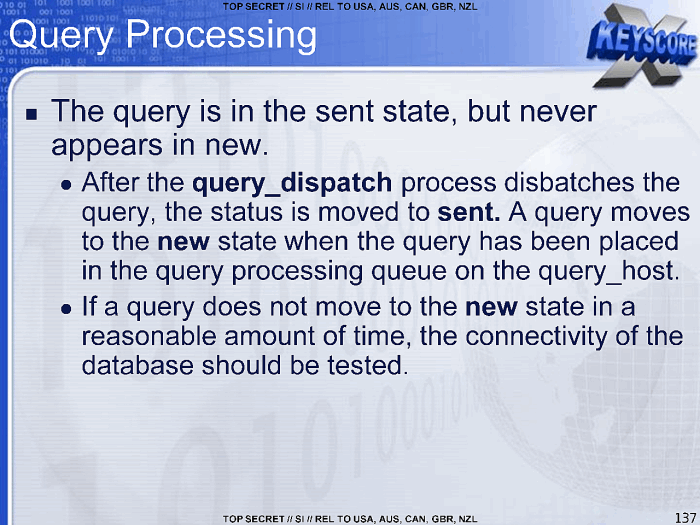 TOP SECRET // SI // REL TO USA, AUS, CAN, GBR, NZL
Query Processing
X
KEYSCORE
■ The query is in the sent state, but never
appears in new.
● After the query_dispatch process disbatches the
query, the status is moved to sent. A query moves
to the new state when the query has been placed
in the query processing queue on the query_host.
● If a query does not move to the new state in a
reasonable amount of time, the connectivity of the
database should be tested.
TOP SECRET // SI // REL TO USA, AUS, CAN, GBR, NZL
137